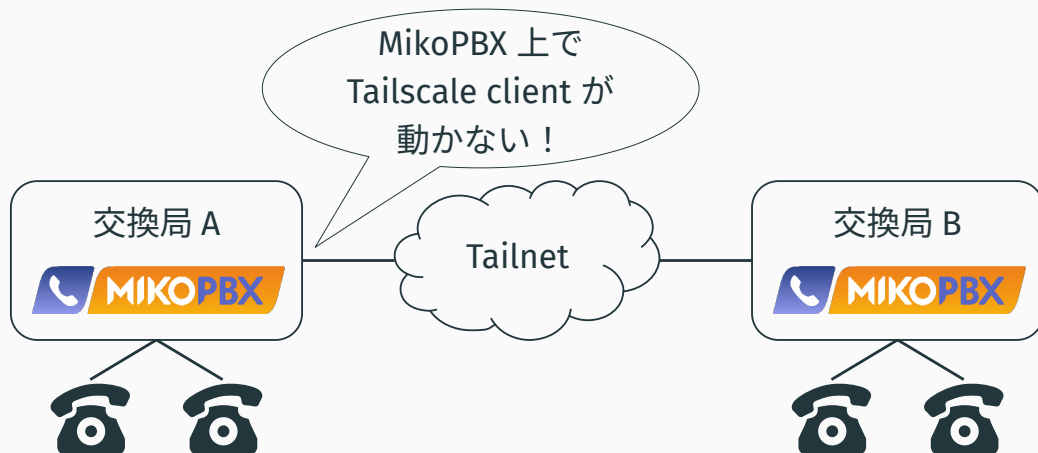 MikoPBX 上で
Tailscale client が
動かない！
交換局 A
MIKOPBX
Tailnet
交換局 B
MIKOPBX